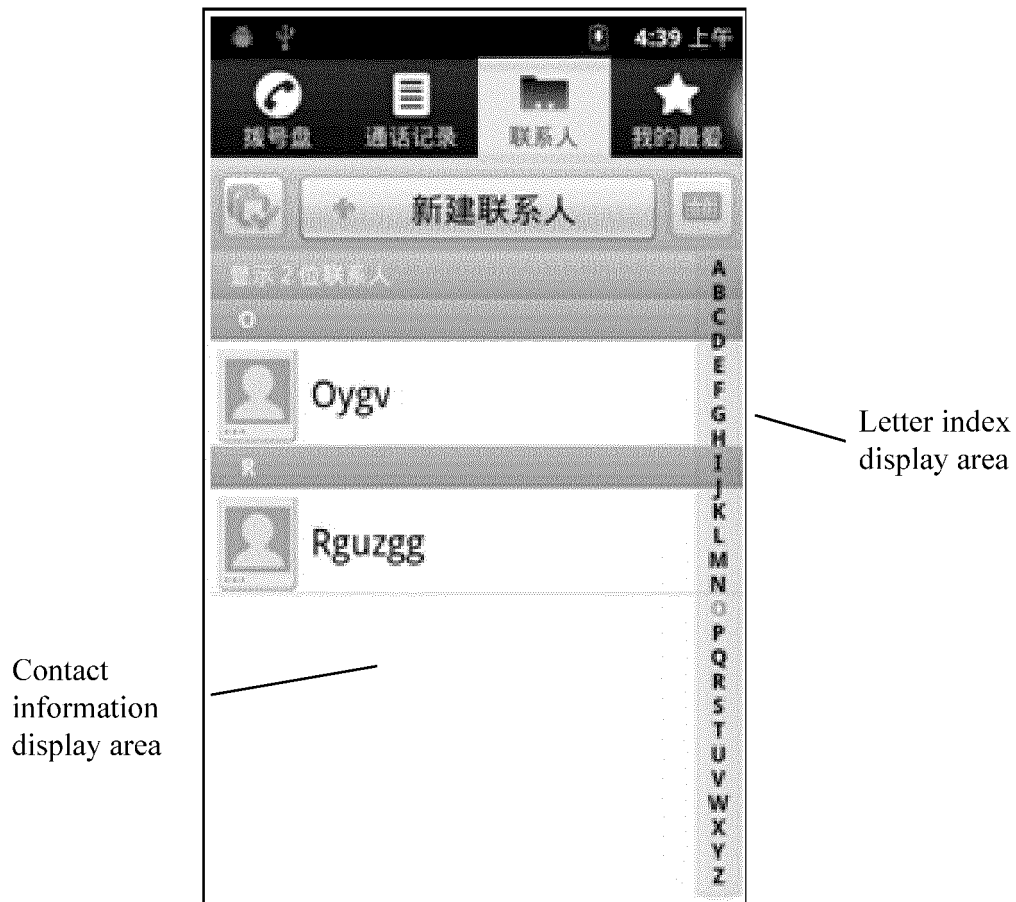 4:39 上午
拨号盘 通话记录 联系人 我的最爱
新建联系人
显示 2 位联系人
O
Oygv
R
Rguzgg
A
B
C
D
E
F
G
H
I
J
K
L
M
N
O
P
Q
R
S
T
U
V
W
X
Y
Z
Letter index
display area
Contact
information
display area